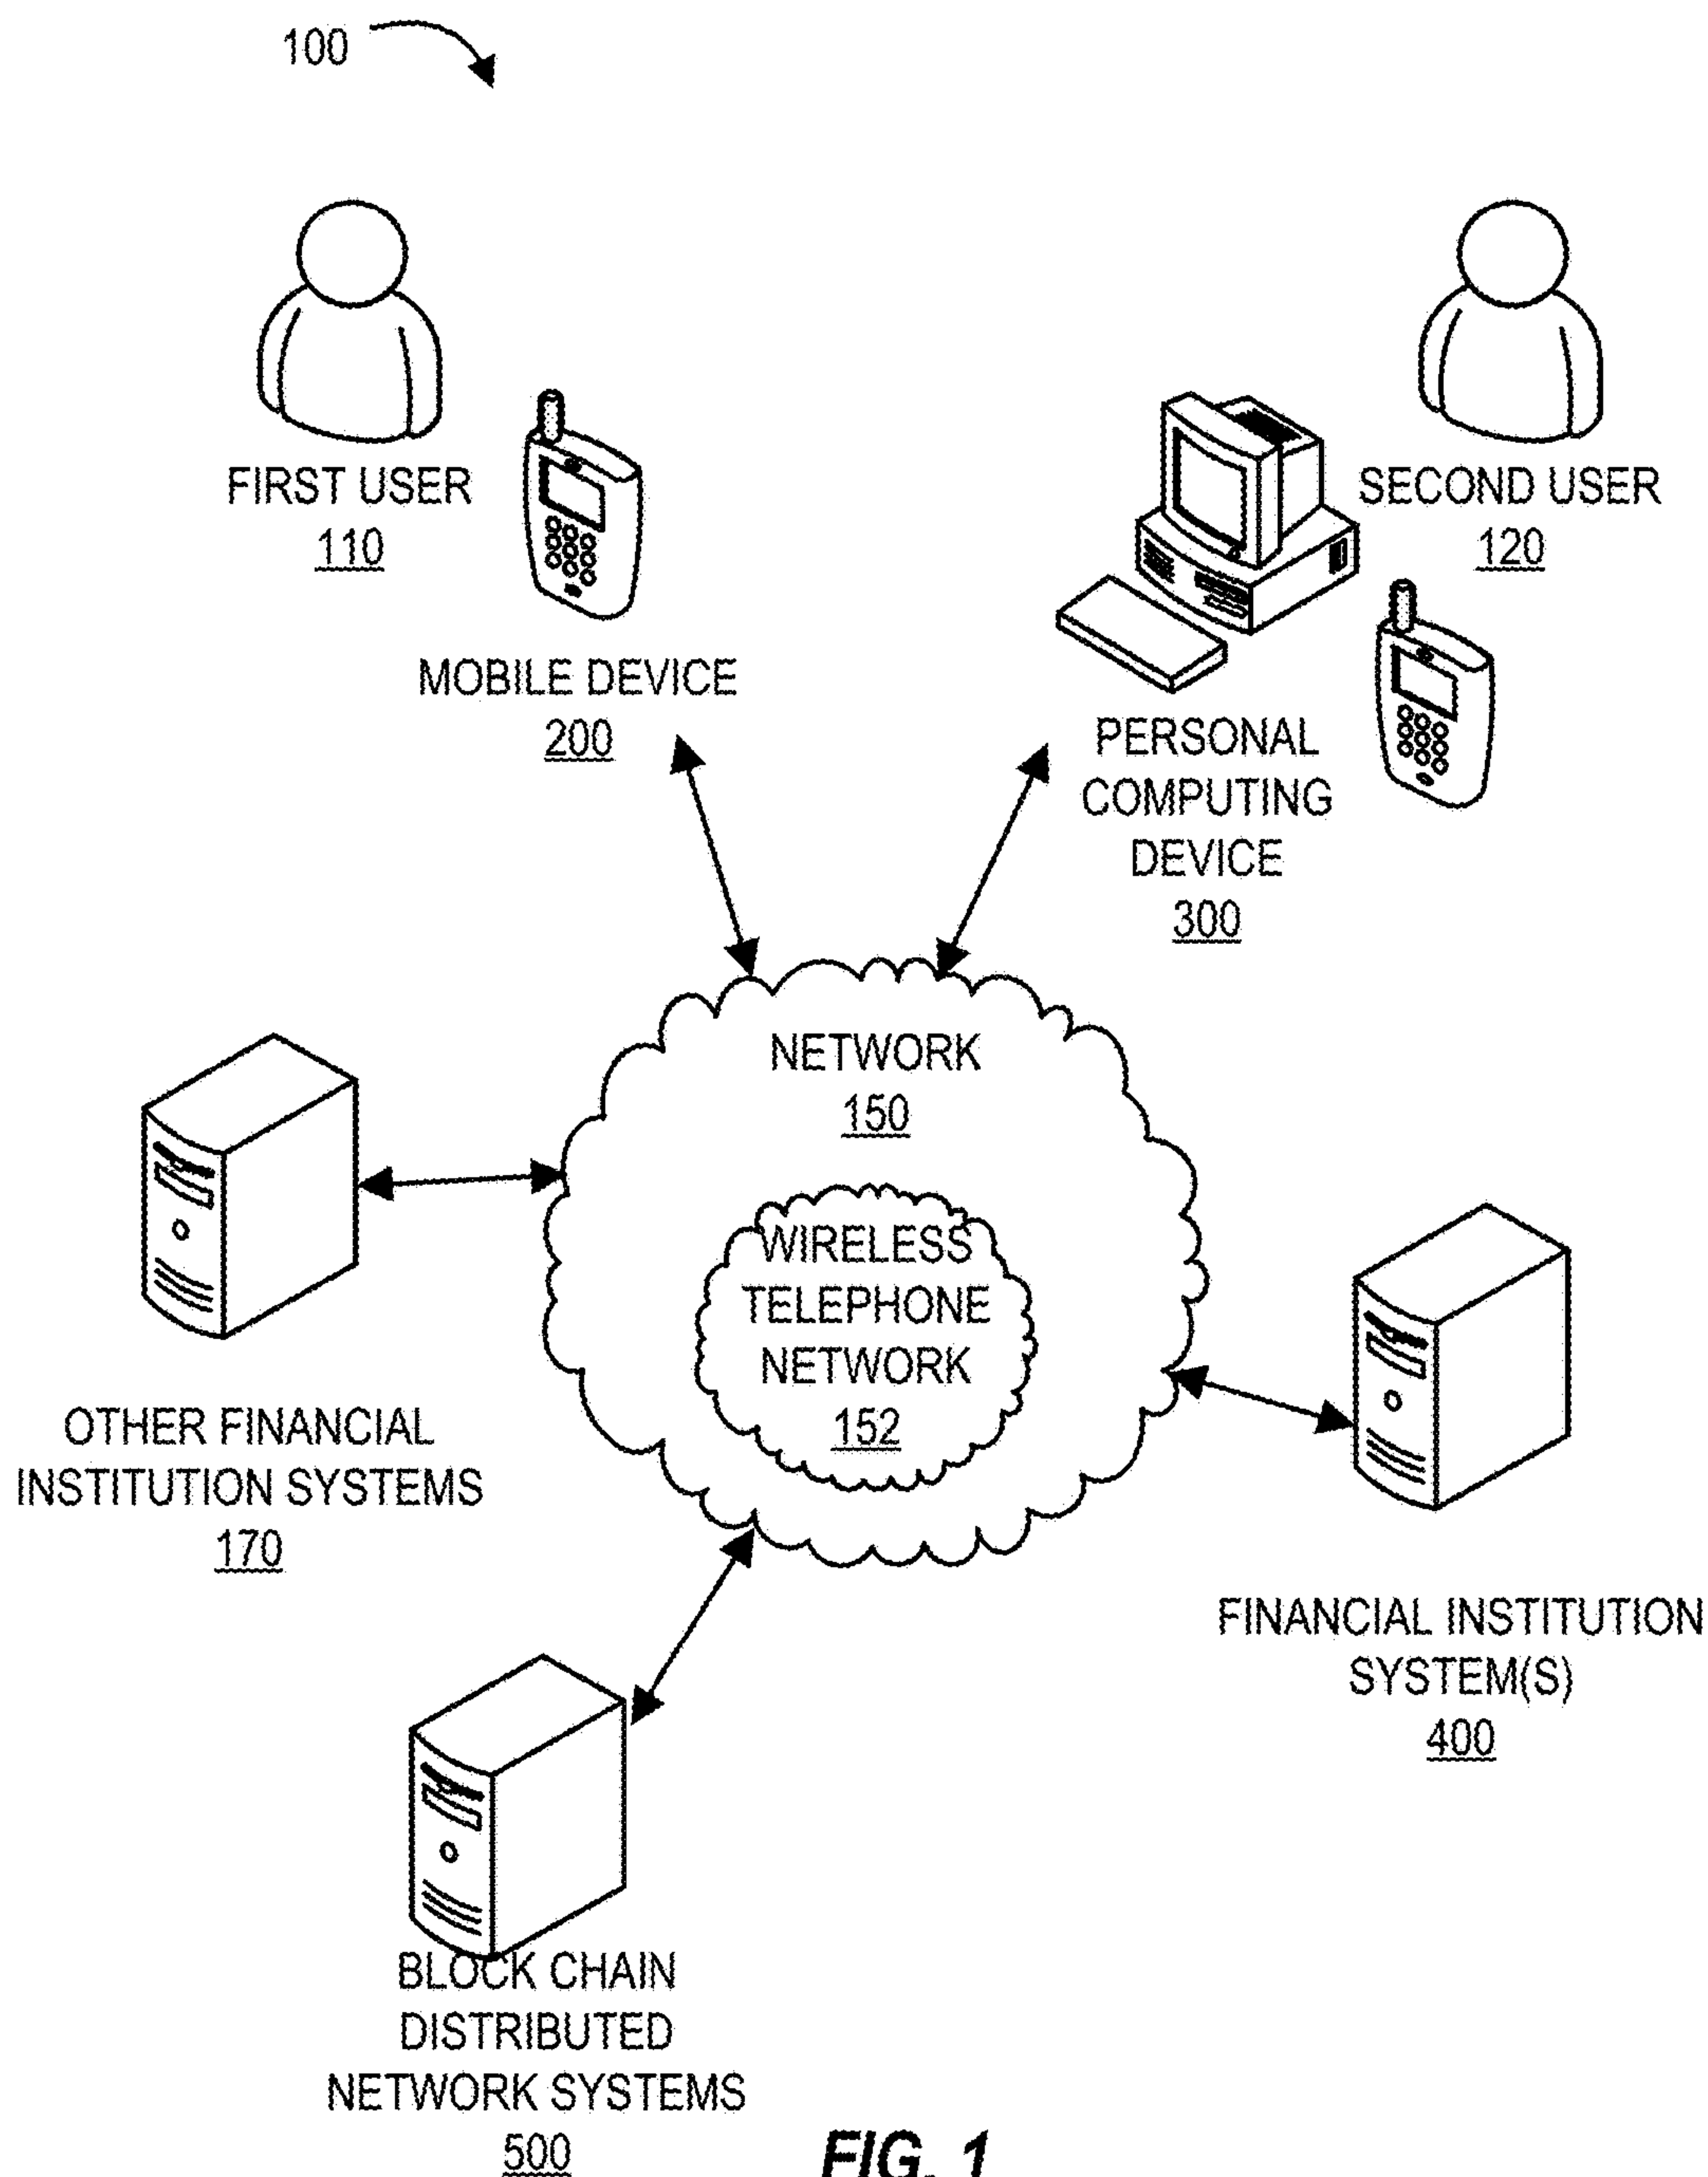 100
FIRST USER
110
SECOND USER
120
MOBILE DEVICE
200
PERSONAL
COMPUTING
DEVICE
300
NETWORK
150
WIRELESS
TELEPHONE
NETWORK
152
OTHER FINANCIAL
INSTITUTION SYSTEMS
170
FINANCIAL INSTITUTION
SYSTEM(S)
400
BLOCK CHAIN
DISTRIBUTED
NETWORK SYSTEMS
500
FIG. 1